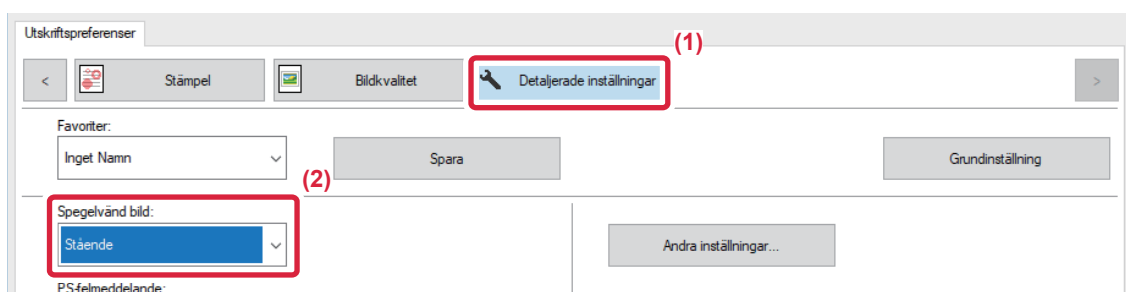 Utskriftspreferenser
(1)
< Stämpel Bildkvalitet Detaljerade inställningar >
Favoriter:
Inget Namn Spara Grundinställning
(2)
Spegelvänd bild:
Stående Andra inställningar...
PS-felmeddelande: